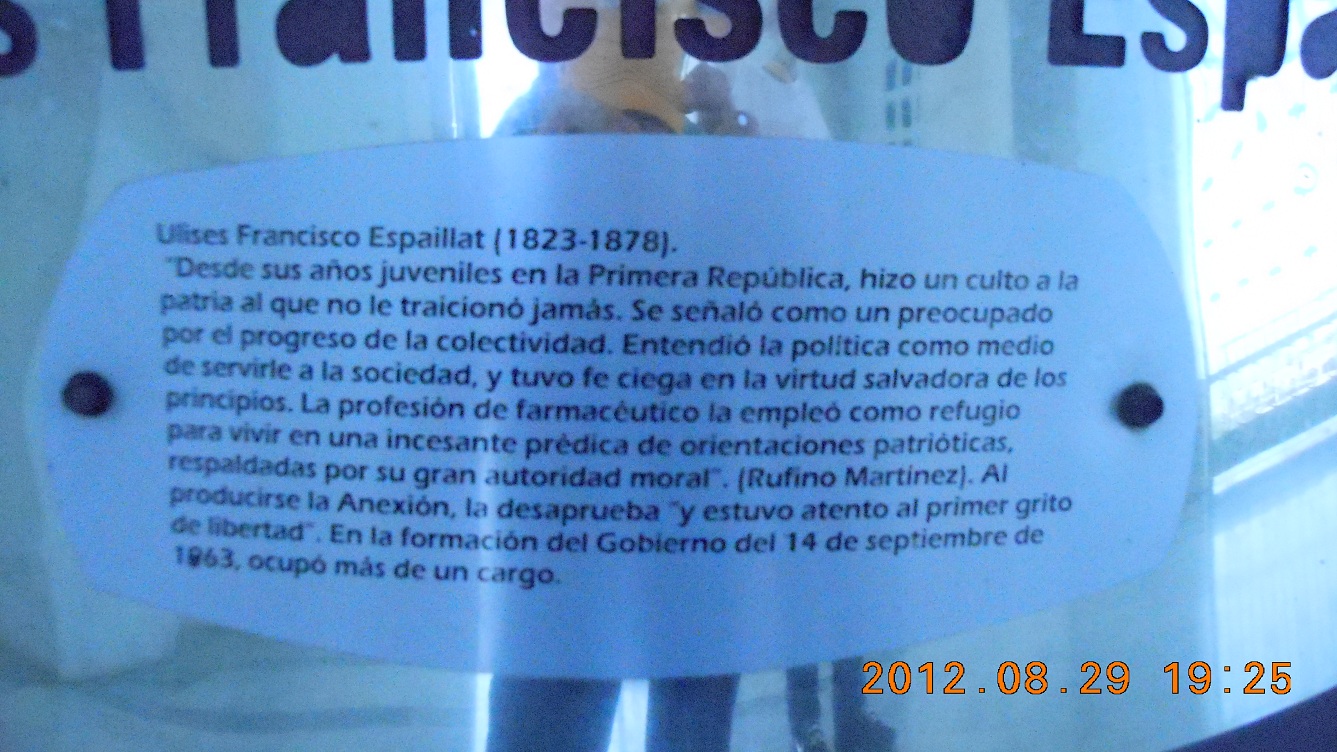 s Francisco Espa
Ulises Francisco Espaillat (1823-1878).
"Desde sus años juveniles en la Primera República, hizo un culto a la
patria al que no le traicionó jamás. Se señaló como un preocupado
por el progreso de la colectividad. Entendió la política como medio
de servirle a la sociedad, y tuvo fe ciega en la virtud salvadora de los
principios. La profesión de farmacéutico la empleó como refugio
para vivir en una incesante prédica de orientaciones patrióticas,
respaldadas por su gran autoridad moral". (Rufino Martínez). Al
producirse la Anexión, la desaprueba "y estuvo atento al primer grito
de libertad". En la formación del Gobierno del 14 de septiembre de
1863, ocupó más de un cargo.
2012.08.29 19:25